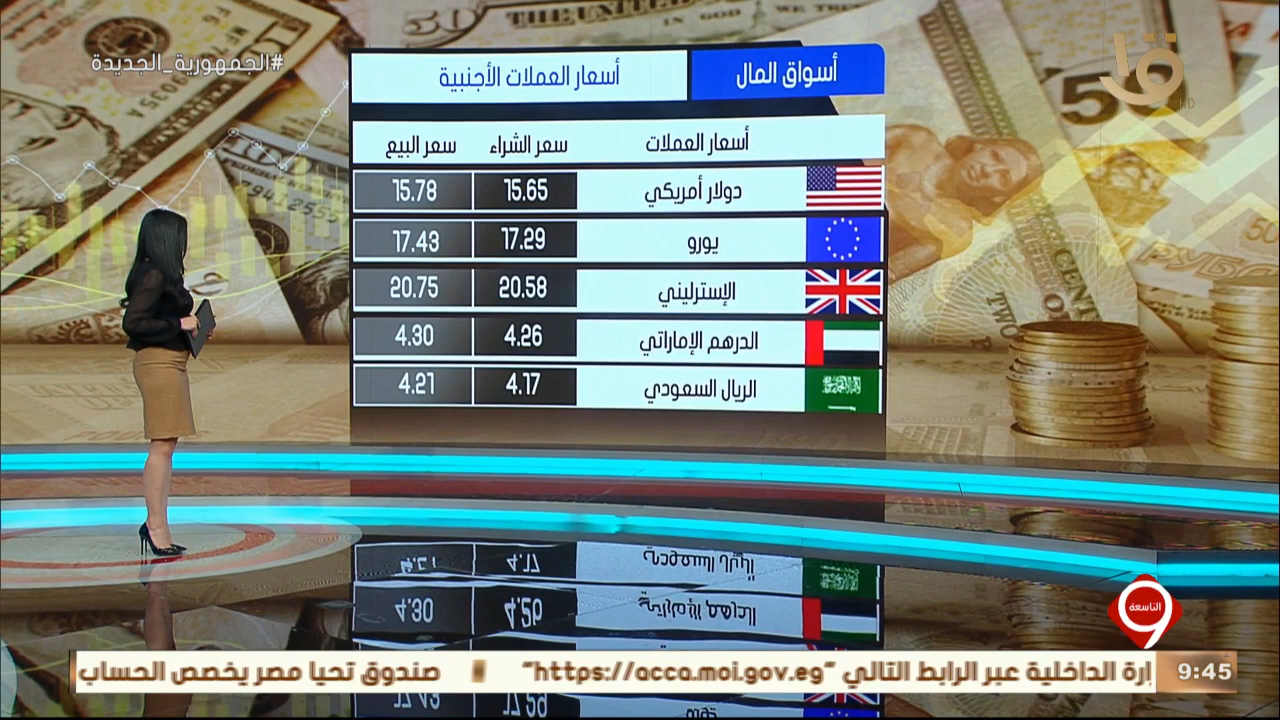 #الجمهورية_الجديدة
أسواق المال
أسعار العملات الأجنبية
أسعار العملات سعر الشراء سعر البيع
دولار أمريكي 15.65 15.78
يورو 17.29 17.43
الإسترليني 20.58 20.75
الدرهم الإماراتي 4.26 4.30
الريال السعودي 4.17 4.21
التاسعة
9
9:45
إرة الداخلية عبر الرابط التالي "https://acca.moi.gov.eg" صندوق تحيا مصر يخصص الحساب